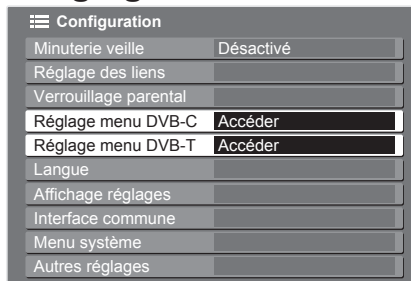 Configuration
Minuterie veille Désactivé
Réglage des liens
Verrouillage parental
Réglage menu DVB-C Accéder
Réglage menu DVB-T Accéder
Langue
Affichage réglages
Interface commune
Menu système
Autres réglages